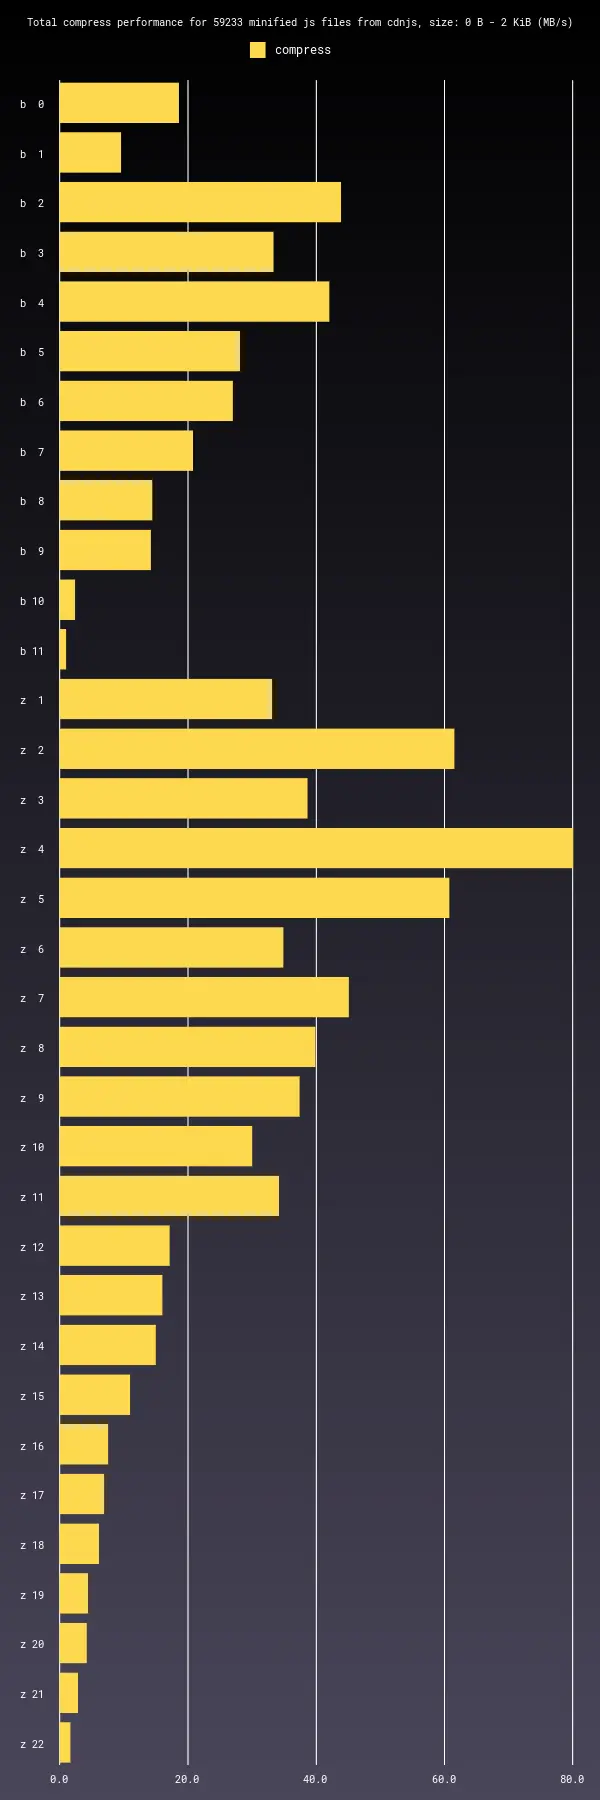 Total compress performance for 59233 minified js files from cdnjs, size: 0 B - 2 KiB (MB/s)
compress
b 0
b 1
b 2
b 3
b 4
b 5
b 6
b 7
b 8
b 9
b 10
b 11
z 1
z 2
z 3
z 4
z 5
z 6
z 7
z 8
z 9
z 10
z 11
z 12
z 13
z 14
z 15
z 16
z 17
z 18
z 19
z 20
z 21
z 22
0.0 20.0 40.0 60.0 80.0